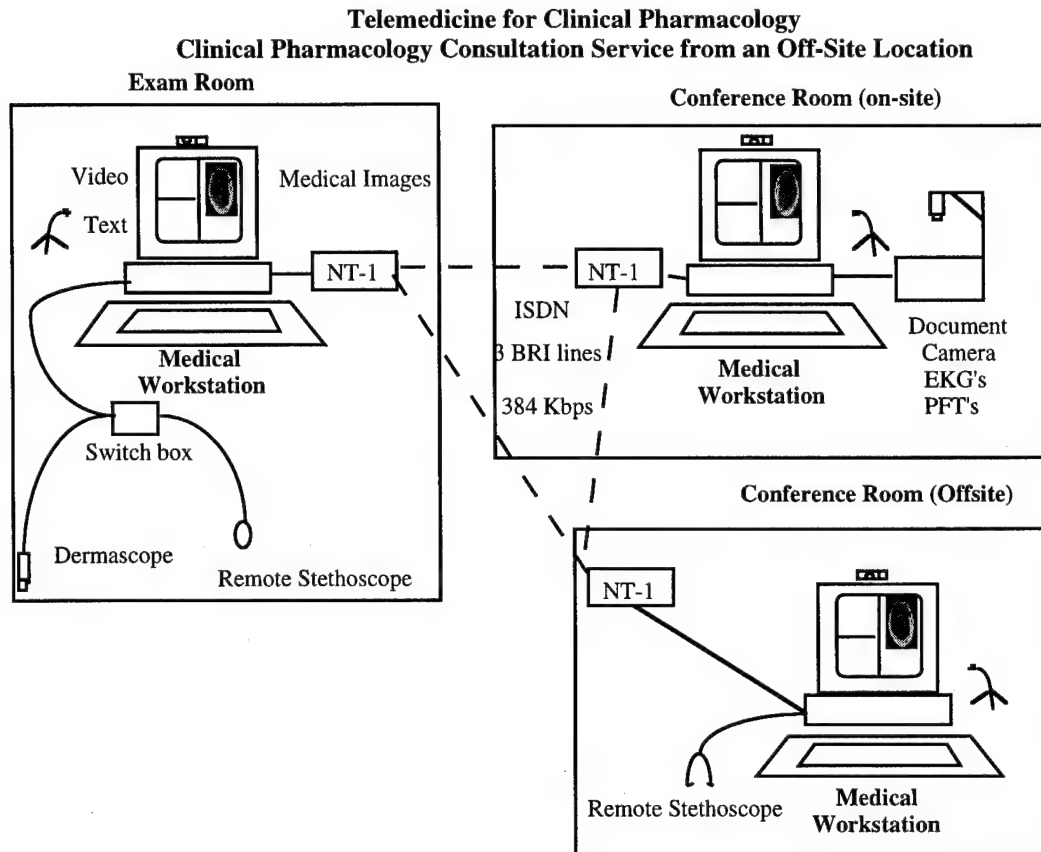 Telemedicine for Clinical Pharmacology
Clinical Pharmacology Consultation Service from an Off-Site Location
Exam Room
Video
Medical Images
Text
NT-1
Medical
Workstation
Switch box
Dermascope
Remote Stethoscope
Conference Room (on-site)
NT-1
ISDN
3 BRI lines
384 Kbps
Medical
Workstation
Document
Camera
EKG's
PFT's
Conference Room (Offsite)
NT-1
Remote Stethoscope
Medical
Workstation